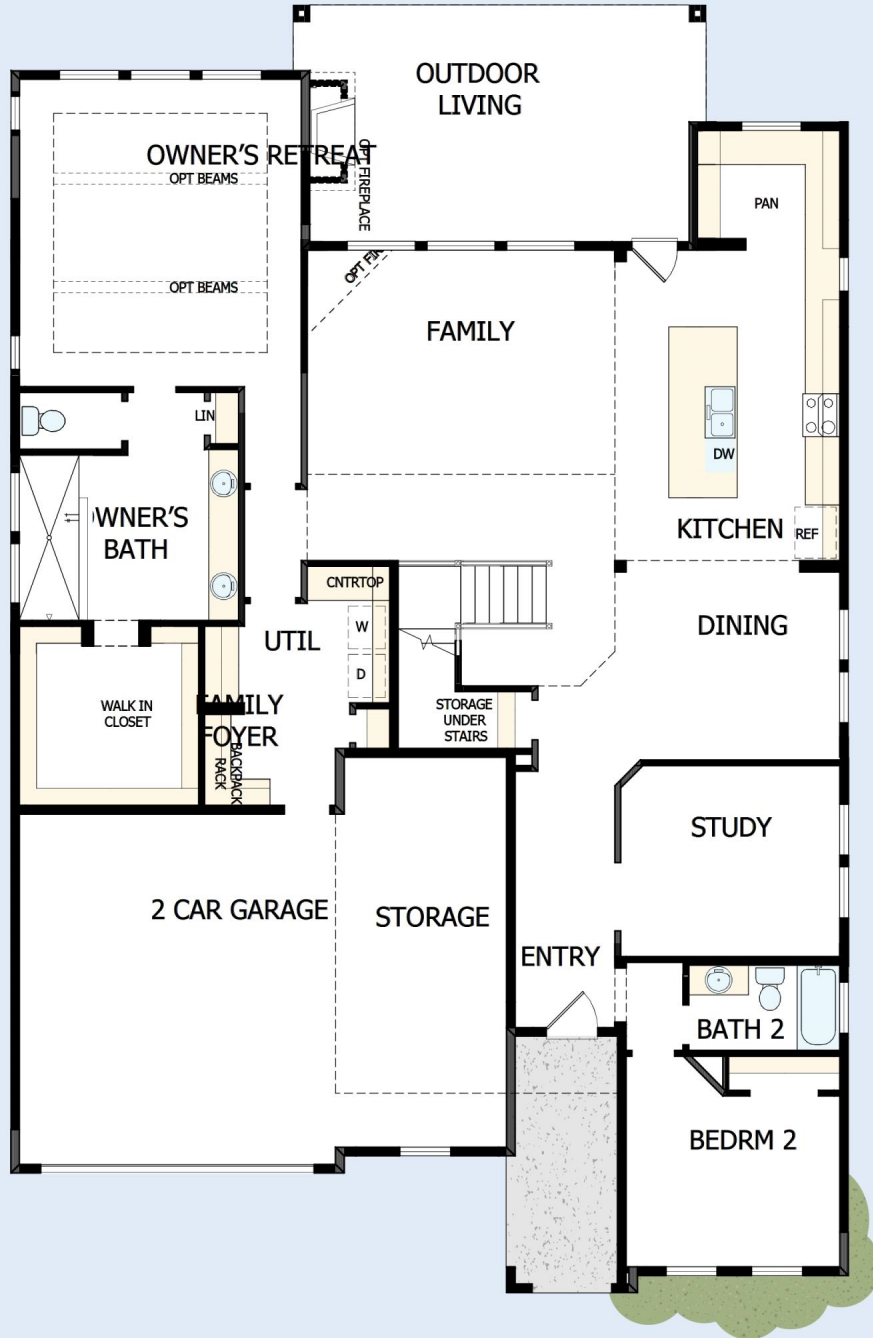 OUTDOOR
LIVING
OWNER'S RETREAT
OPT BEAMS
OPT FIREPLACE
PAN
OPT BEAMS
OPT
FAMILY
LIN
DW
OWNER'S
BATH
KITCHEN
REF
CNTRTOP
W
UTIL
DINING
D
WALK IN
CLOSET
FAMILY
FOYER
STORAGE
UNDER
STAIRS
BACKPACK
RACK
STUDY
2 CAR GARAGE
STORAGE
ENTRY
BATH 2
BEDRM 2